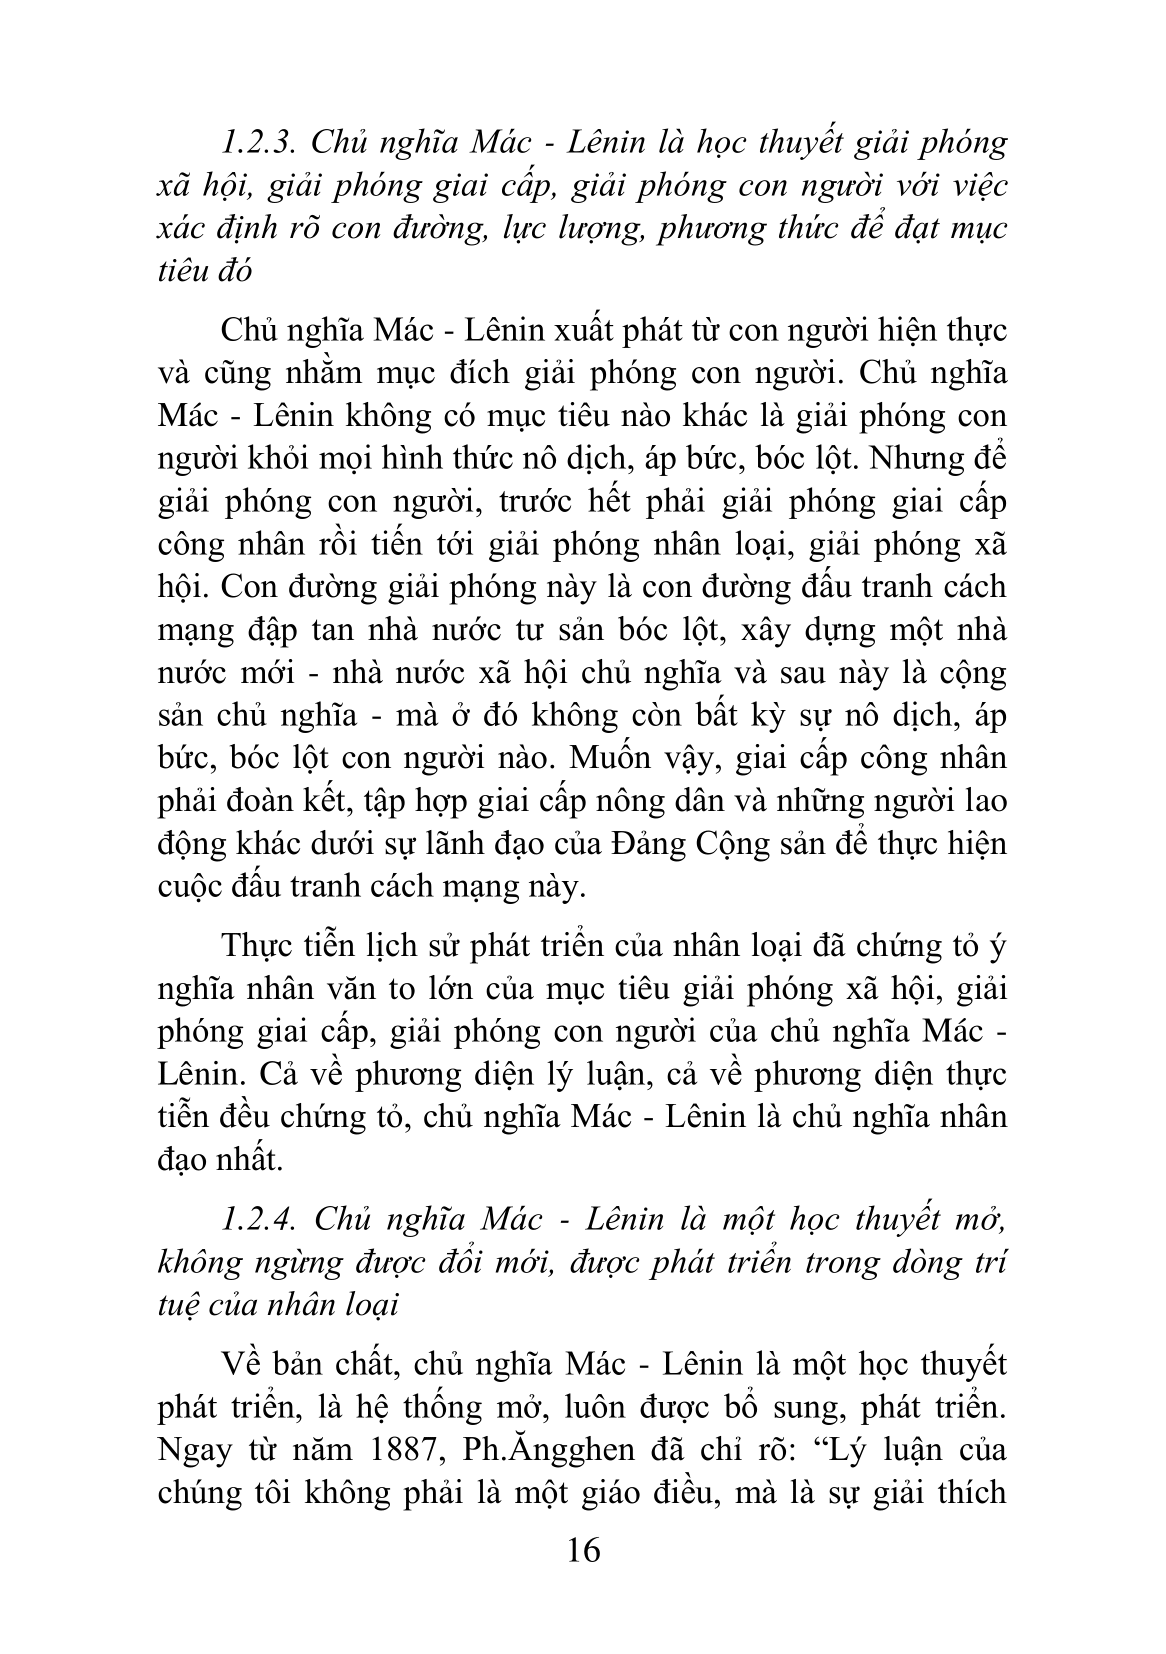 1.2.3. Chủ nghĩa Mác - Lênin là học thuyết giải phóng
xã hội, giải phóng giai cấp, giải phóng con người với việc
xác định rõ con đường, lực lượng, phương thức để đạt mục
tiêu đó
Chủ nghĩa Mác - Lênin xuất phát từ con người hiện thực
và cũng nhằm mục đích giải phóng con người. Chủ nghĩa
Mác - Lênin không có mục tiêu nào khác là giải phóng con
người khỏi mọi hình thức nô dịch, áp bức, bóc lột. Nhưng để
giải phóng con người, trước hết phải giải phóng giai cấp
công nhân rồi tiến tới giải phóng nhân loại, giải phóng xã
hội. Con đường giải phóng này là con đường đấu tranh cách
mạng đập tan nhà nước tư sản bóc lột, xây dựng một nhà
nước mới - nhà nước xã hội chủ nghĩa và sau này là cộng
sản chủ nghĩa - mà ở đó không còn bất kỳ sự nô dịch, áp
bức, bóc lột con người nào. Muốn vậy, giai cấp công nhân
phải đoàn kết, tập hợp giai cấp nông dân và những người lao
động khác dưới sự lãnh đạo của Đảng Cộng sản để thực hiện
cuộc đấu tranh cách mạng này.
Thực tiễn lịch sử phát triển của nhân loại đã chứng tỏ ý
nghĩa nhân văn to lớn của mục tiêu giải phóng xã hội, giải
phóng giai cấp, giải phóng con người của chủ nghĩa Mác -
Lênin. Cả về phương diện lý luận, cả về phương diện thực
tiễn đều chứng tỏ, chủ nghĩa Mác - Lênin là chủ nghĩa nhân
đạo nhất.
1.2.4. Chủ nghĩa Mác - Lênin là một học thuyết mở,
không ngừng được đổi mới, được phát triển trong dòng trí
tuệ của nhân loại
Về bản chất, chủ nghĩa Mác - Lênin là một học thuyết
phát triển, là hệ thống mở, luôn được bổ sung, phát triển.
Ngay từ năm 1887, Ph.Ăngghen đã chỉ rõ: “Lý luận của
chúng tôi không phải là một giáo điều, mà là sự giải thích
16